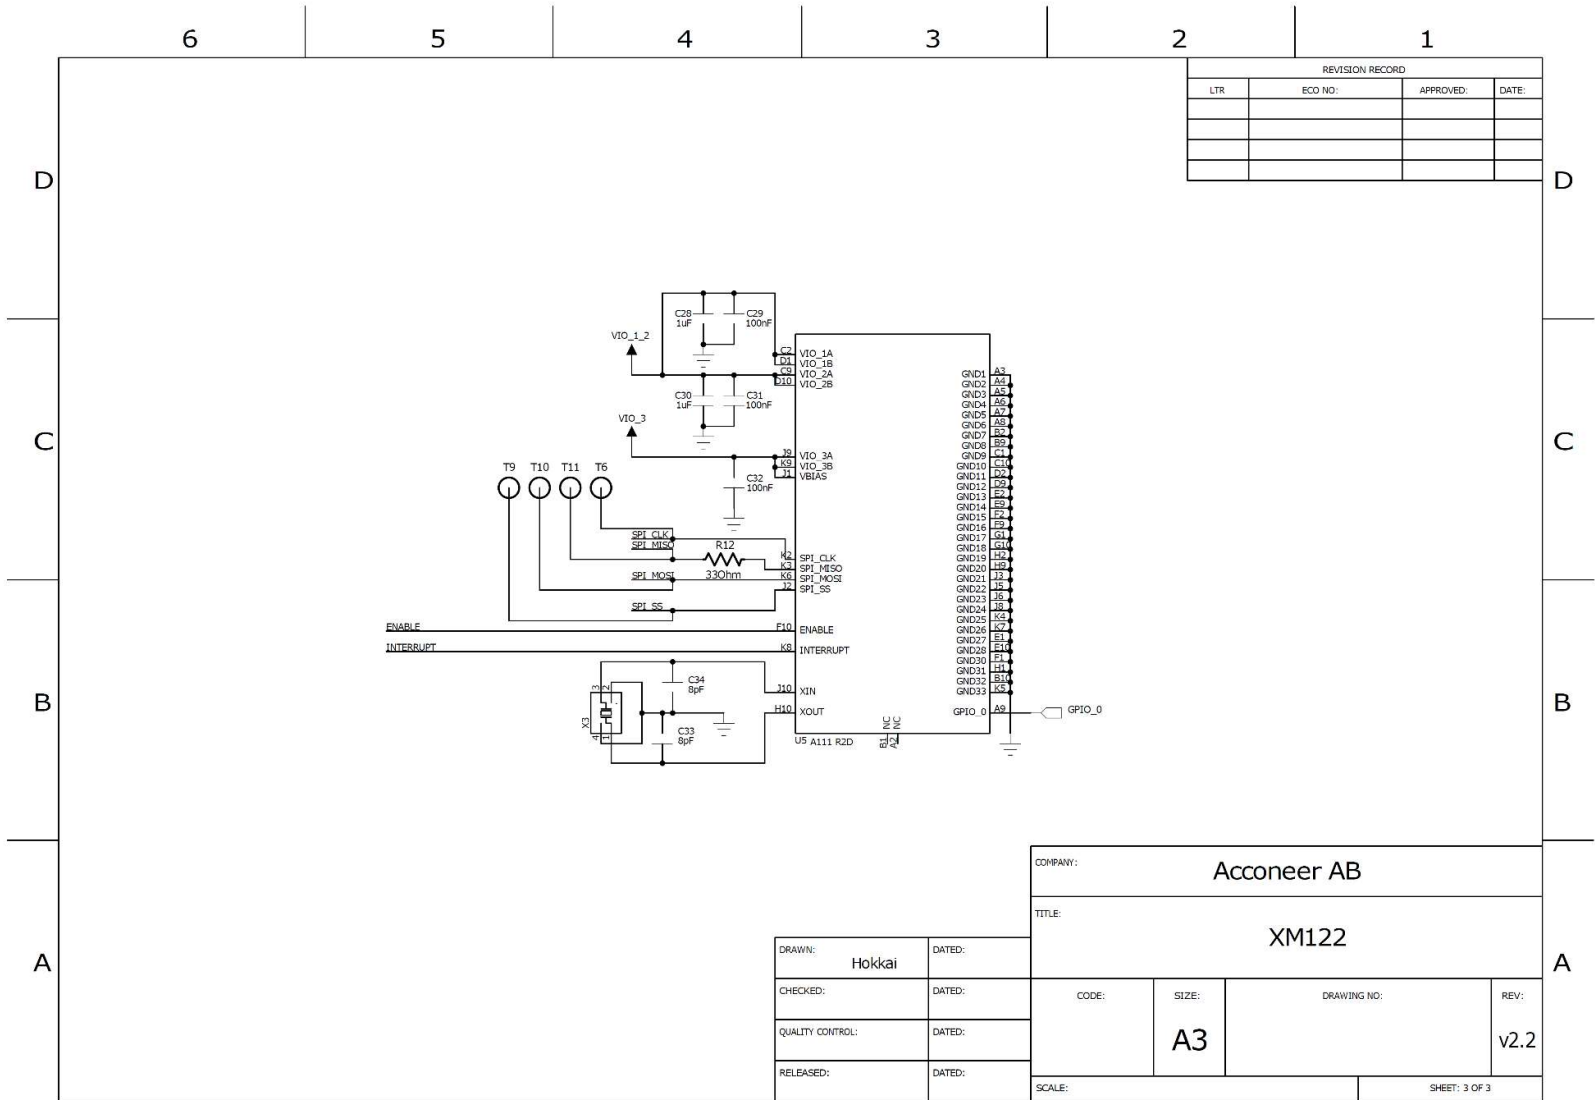 6 5 4 3 2 1
REVISION RECORD
LTR ECO NO: APPROVED: DATE:
D D
C28 1uF
C29 100nF
VIO_1_2
C2 VIO_1A
D1 VIO_1B
C9 VIO_2A
D10 VIO_2B
C30 1uF
C31 100nF
VIO_3
C C
J9 VIO_3A
K9 VIO_3B
J1 VBIAS
C32 100nF
T9 T10 T11 T6
SPI_CLK
SPI_MISO
R12
33Ohm
SPI_MOSI
SPI_SS
K2 SPI_CLK
K3 SPI_MISO
K6 SPI_MOSI
J2 SPI_SS
ENABLE F10 ENABLE
INTERRUPT K8 INTERRUPT
C34 8pF
J10 XIN
H10 XOUT
C33 8pF
X3
3 2
4 1
B B
GND1 A3
GND2 A4
GND3 A5
GND4 A6
GND5 A7
GND6 A8
GND7 B2
GND8 B9
GND9 C1
GND10 C10
GND11 D2
GND12 D9
GND13 E2
GND14 E9
GND15 F2
GND16 F9
GND17 G1
GND18 G10
GND19 H2
GND20 H9
GND21 J3
GND22 J5
GND23 J6
GND24 J8
GND25 K4
GND26 K7
GND27 E1
GND28 E10
GND30 F1
GND31 H1
GND32 B10
GND33 K5
GPIO_0 A9 GPIO_0
NC NC
B1 A2
U5 A111 R2D
COMPANY:
Acconeer AB
TITLE:
XM122
A A
DRAWN: Hokkai DATED:
CHECKED: DATED:
QUALITY CONTROL: DATED:
RELEASED: DATED:
CODE: SIZE: DRAWING NO: REV:
A3 v2.2
SCALE: SHEET: 3 OF 3